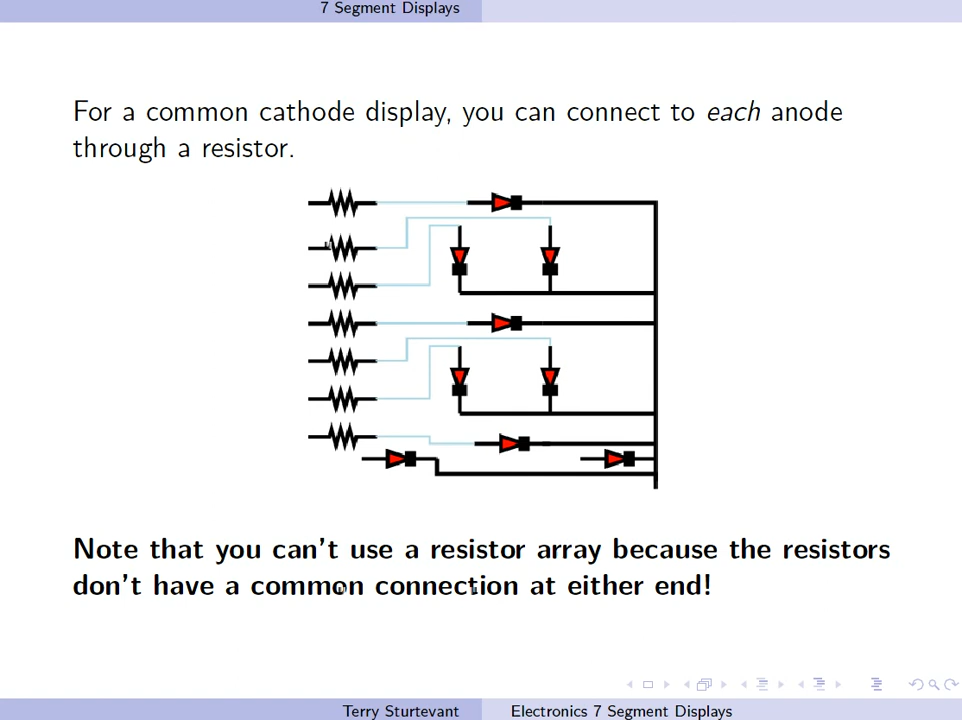 7 Segment Displays
For a common cathode display, you can connect to each anode
through a resistor.
Note that you can't use a resistor array because the resistors
don't have a common connection at either end!
Terry Sturtevant
Electronics 7 Segment Displays